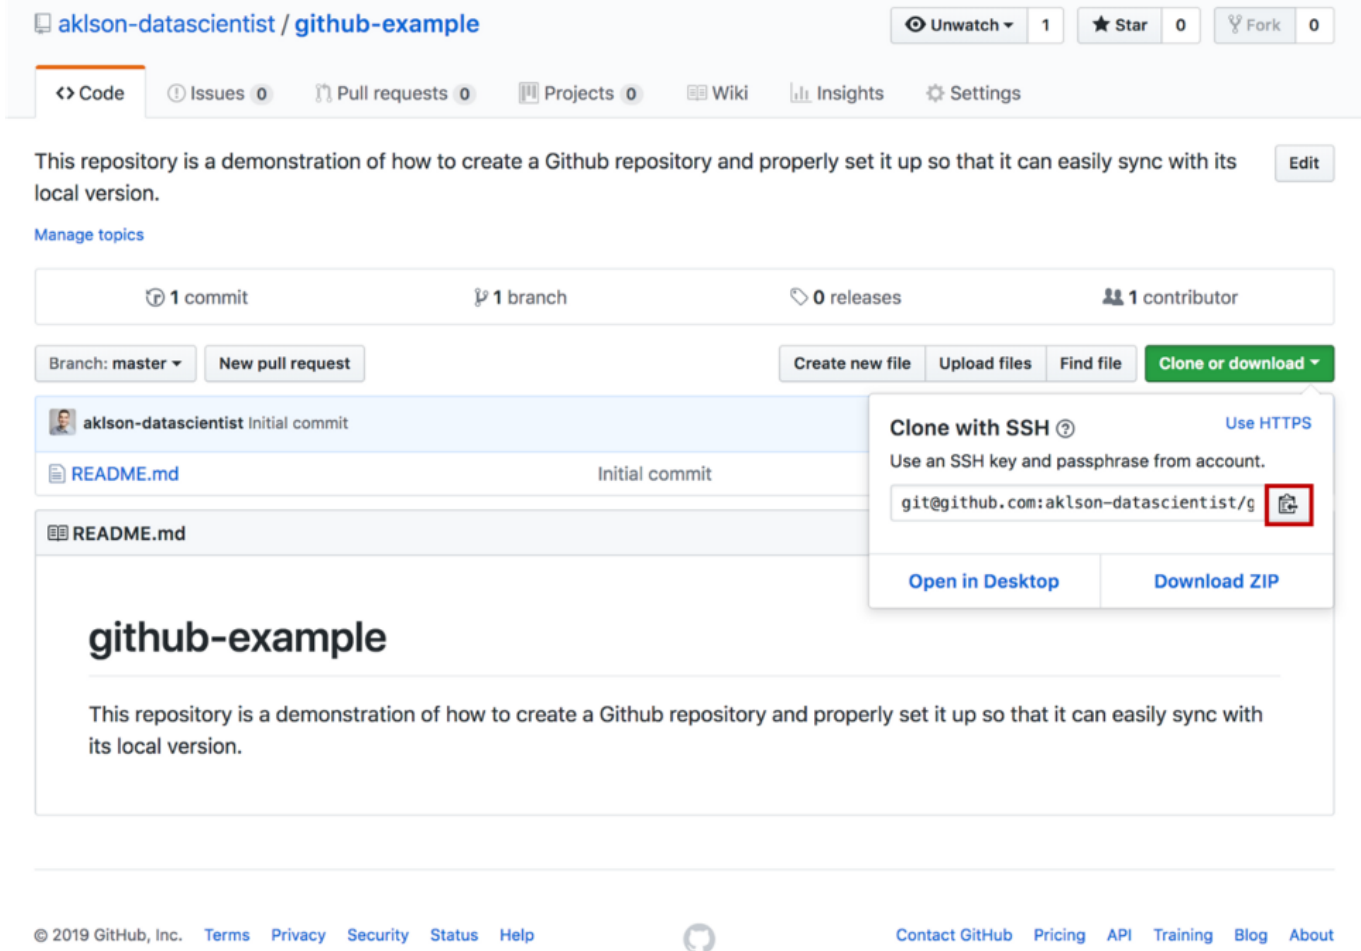 aklson-datascientist / github-example
Unwatch 1 Star 0 Fork 0
Code Issues 0 Pull requests 0 Projects 0 Wiki Insights Settings
This repository is a demonstration of how to create a Github repository and properly set it up so that it can easily sync with its
local version.
Edit
Manage topics
1 commit 1 branch 0 releases 1 contributor
Branch: master New pull request Create new file Upload files Find file Clone or download
aklson-datascientist Initial commit
README.md Initial commit
Clone with SSH Use HTTPS
Use an SSH key and passphrase from account.
git@github.com:aklson-datascientist/g
Open in Desktop Download ZIP
README.md
github-example
This repository is a demonstration of how to create a Github repository and properly set it up so that it can easily sync with
its local version.
© 2019 GitHub, Inc. Terms Privacy Security Status Help Contact GitHub Pricing API Training Blog About